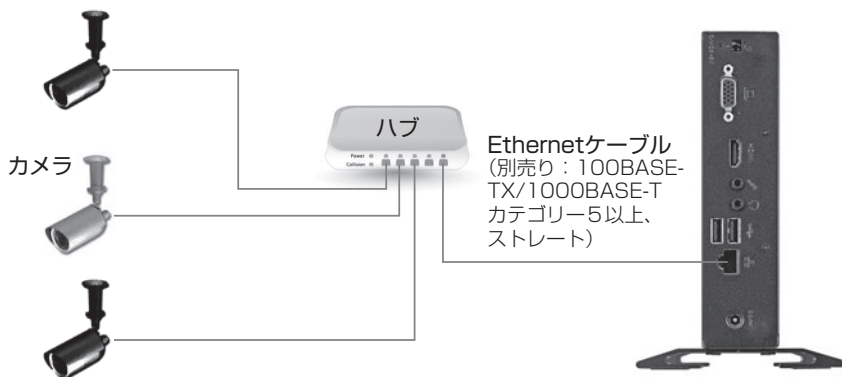 ハブ
Power
Collision
カメラ
Ethernetケーブル
（別売り：100BASE-
TX/1000BASE-T
カテゴリー５以上、
ストレート）